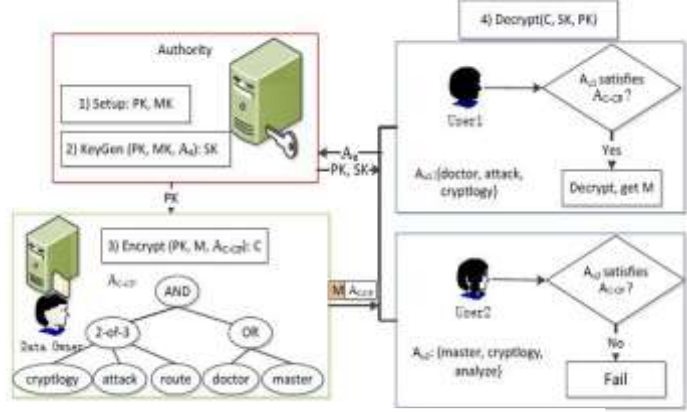 Authority
1) Setup: PK, MK
2) KeyGen (PK, MK, Au): SK
Au
PK, SK
PK
3) Encrypt (PK, M, AC-CP): C
AC-CP
AND
2-of-3
OR
Data Owner
cryptlogy
attack
route
doctor
master
M AC-CP
4) Decrypt(C, SK, PK)
User1
Au1 satisfies
AC-CP?
Yes
Au1:{doctor, attack,
cryptlogy}
Decrypt, get M
User2
Au2 satisfies
AC-CP?
No
Au2: {master, cryptlogy,
analyze}
Fail